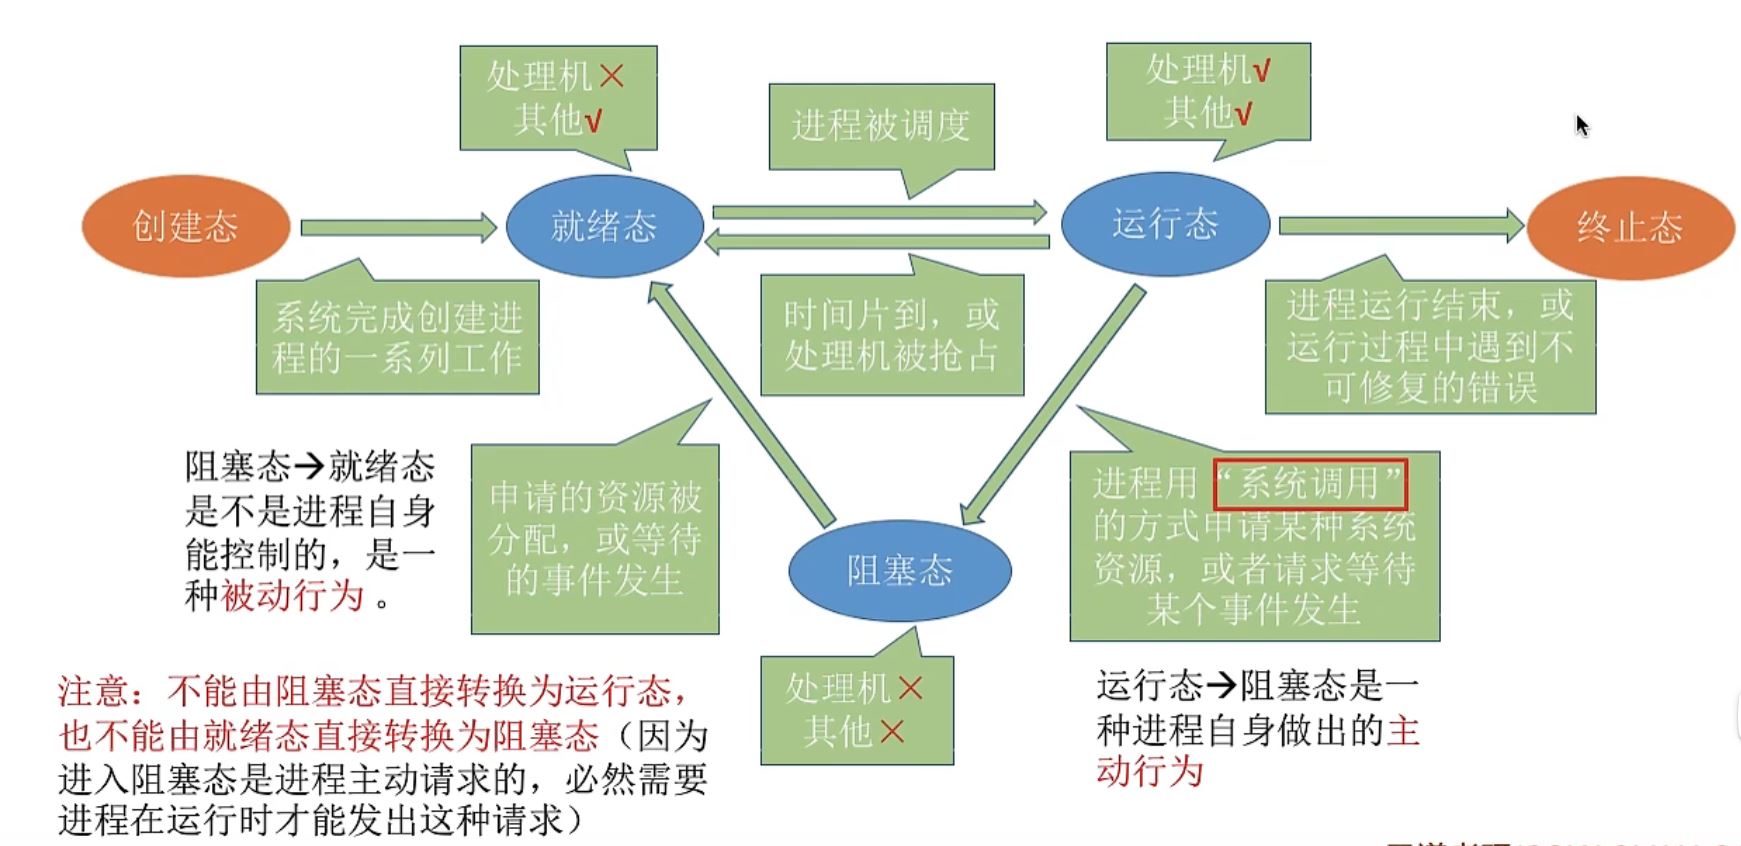 处理机×
其他√
进程被调度
处理机√
其他√
创建态
就绪态
运行态
终止态
系统完成创建进
程的一系列工作
时间片到，或
处理机被抢占
进程运行结束，或
运行过程中遇到不
可修复的错误
阻塞态→就绪态
是不是进程自身
能控制的，是一
种被动行为 。
申请的资源被
分配，或等待
的事件发生
阻塞态
进程用“系统调用”
的方式申请某种系统
资源，或者请求等待
某个事件发生
处理机×
其他×
运行态→阻塞态是一
种进程自身做出的主
动行为
注意：不能由阻塞态直接转换为运行态，
也不能由就绪态直接转换为阻塞态（因为
进入阻塞态是进程主动请求的，必然需要
进程在运行时才能发出这种请求）